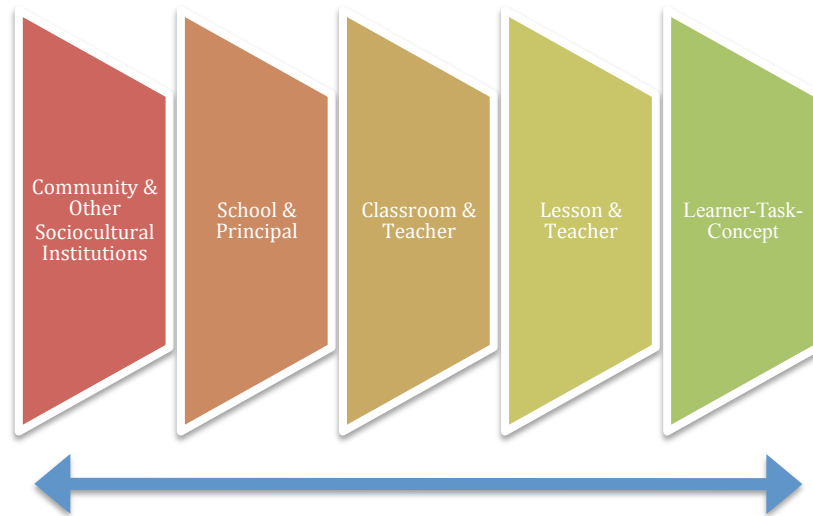 Community &
Other
Sociocultural
Institutions
School &
Principal
Classroom &
Teacher
Lesson &
Teacher
Learner-Task-
Concept